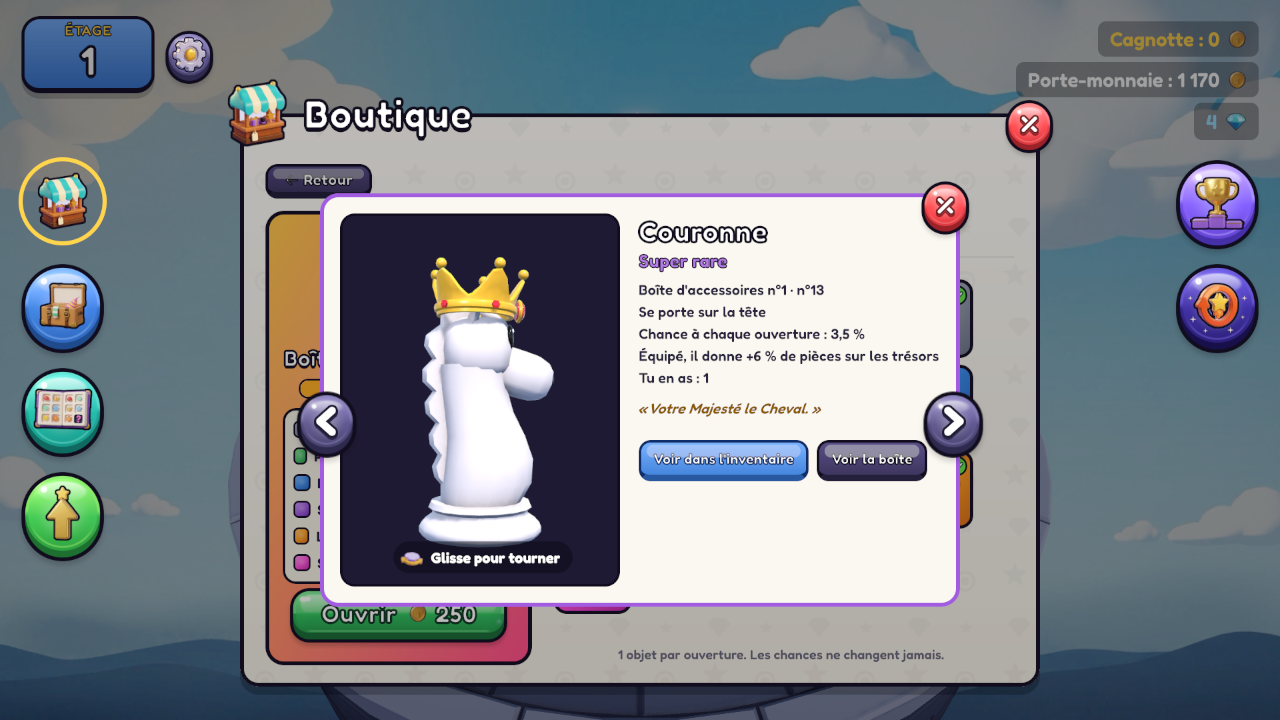 ÉTAGE
1
Cagnotte : 0
Porte-monnaie : 1 170
4
Boutique
← Retour
Couronne
Super rare
Boîte d'accessoires n°1 · n°13
Se porte sur la tête
Chance à chaque ouverture : 3,5 %
Équipé, il donne +6 % de pièces sur les trésors
Tu en as : 1
« Votre Majesté le Cheval. »
Voir dans l'inventaire
Voir la boîte
Glisse pour tourner
Ouvrir 250
1 objet par ouverture. Les chances ne changent jamais.